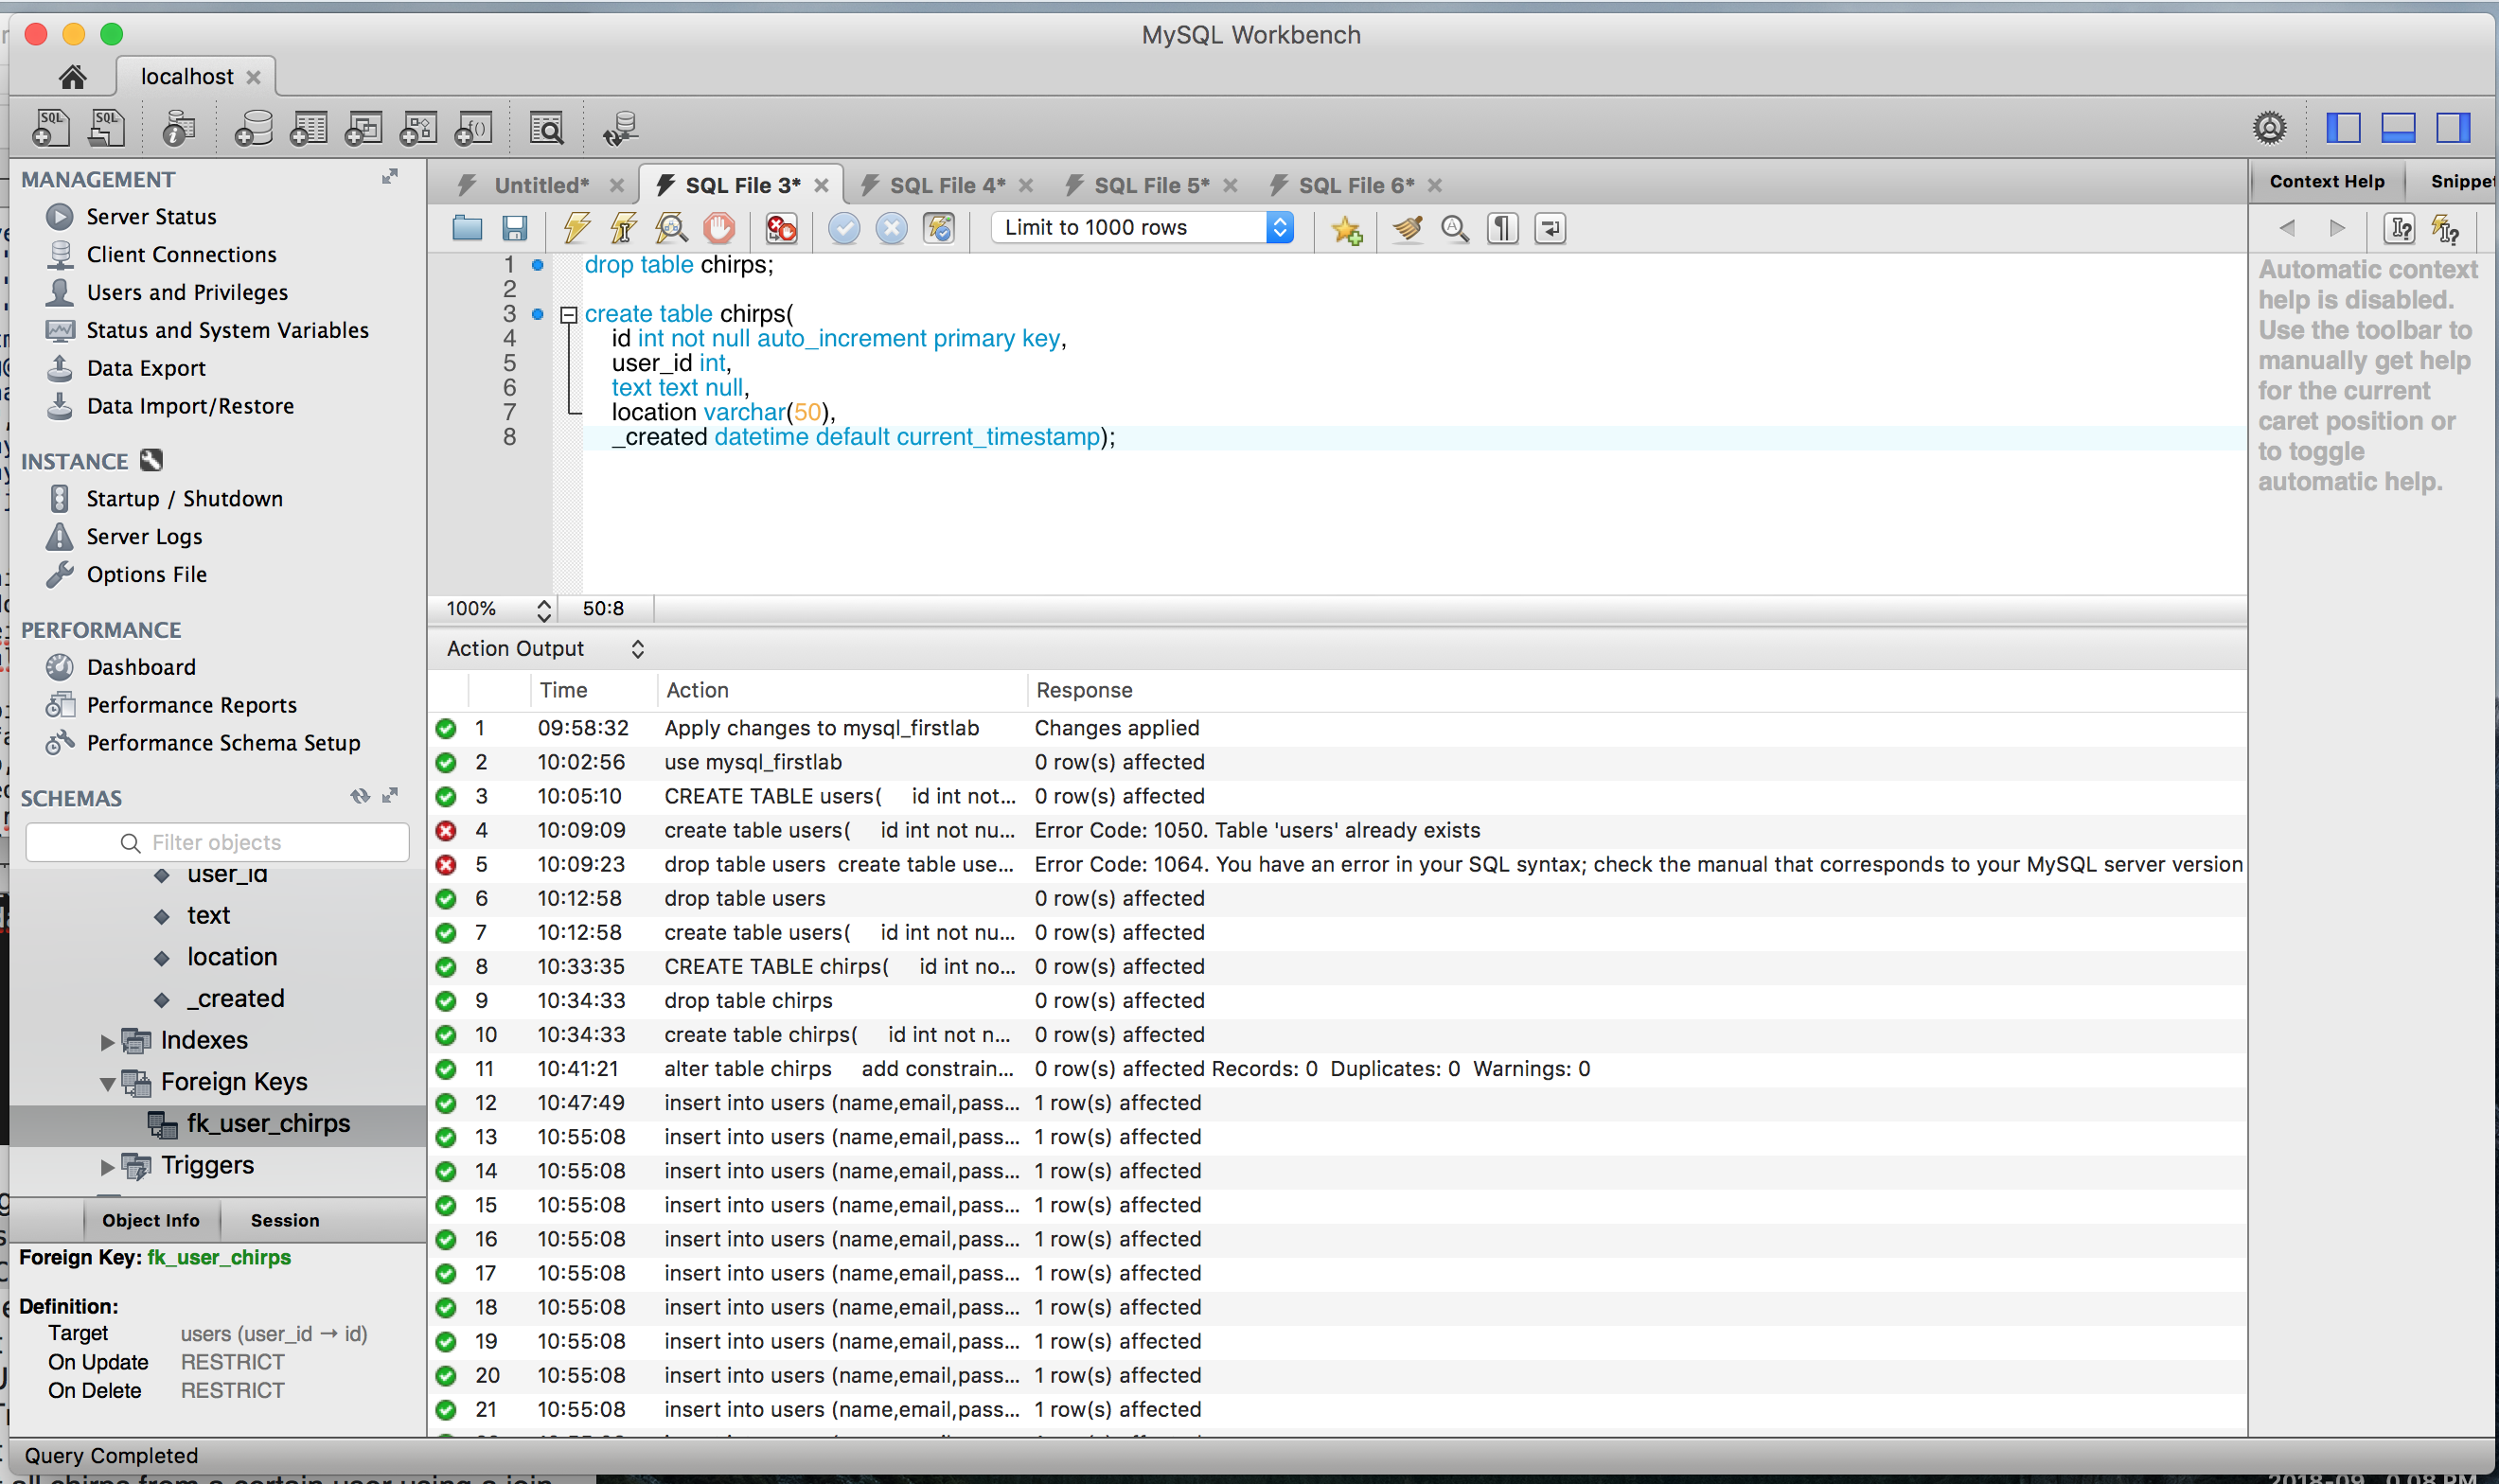 MySQL Workbench
localhost
MANAGEMENT
Server Status
Client Connections
Users and Privileges
Status and System Variables
Data Export
Data Import/Restore
INSTANCE
Startup / Shutdown
Server Logs
Options File
PERFORMANCE
Dashboard
Performance Reports
Performance Schema Setup
SCHEMAS
Filter objects
user_id
text
location
_created
Indexes
Foreign Keys
fk_user_chirps
Triggers
Object Info Session
Foreign Key: fk_user_chirps
Definition:
Target users (user_id → id)
On Update RESTRICT
On Delete RESTRICT
Untitled* SQL File 3* SQL File 4* SQL File 5* SQL File 6*
Limit to 1000 rows
1 drop table chirps;
2
3 create table chirps(
4 id int not null auto_increment primary key,
5 user_id int,
6 text text null,
7 location varchar(50),
8 _created datetime default current_timestamp);
100% 50:8
Action Output
Time Action Response
1 09:58:32 Apply changes to mysql_firstlab Changes applied
2 10:02:56 use mysql_firstlab 0 row(s) affected
3 10:05:10 CREATE TABLE users( id int not... 0 row(s) affected
4 10:09:09 create table users( id int not nu... Error Code: 1050. Table 'users' already exists
5 10:09:23 drop table users create table use... Error Code: 1064. You have an error in your SQL syntax; check the manual that corresponds to your MySQL server version
6 10:12:58 drop table users 0 row(s) affected
7 10:12:58 create table users( id int not nu... 0 row(s) affected
8 10:33:35 CREATE TABLE chirps( id int no... 0 row(s) affected
9 10:34:33 drop table chirps 0 row(s) affected
10 10:34:33 create table chirps( id int not n... 0 row(s) affected
11 10:41:21 alter table chirps add constrain... 0 row(s) affected Records: 0 Duplicates: 0 Warnings: 0
12 10:47:49 insert into users (name,email,pass... 1 row(s) affected
13 10:55:08 insert into users (name,email,pass... 1 row(s) affected
14 10:55:08 insert into users (name,email,pass... 1 row(s) affected
15 10:55:08 insert into users (name,email,pass... 1 row(s) affected
16 10:55:08 insert into users (name,email,pass... 1 row(s) affected
17 10:55:08 insert into users (name,email,pass... 1 row(s) affected
18 10:55:08 insert into users (name,email,pass... 1 row(s) affected
19 10:55:08 insert into users (name,email,pass... 1 row(s) affected
20 10:55:08 insert into users (name,email,pass... 1 row(s) affected
21 10:55:08 insert into users (name,email,pass... 1 row(s) affected
Context Help Snippet
Automatic context
help is disabled.
Use the toolbar to
manually get help
for the current
caret position or
to toggle
automatic help.
Query Completed